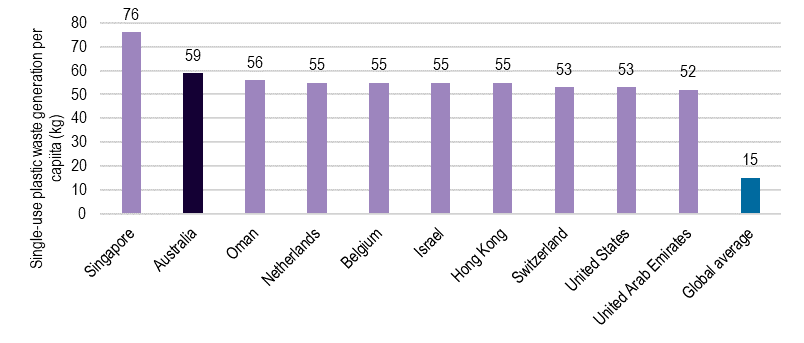 Single-use plastic waste generation per
capiita (kg)
80
70
60
50
40
30
20
10
0
76
59
56
55
55
55
55
53
53
52
15
Singapore
Australia
Oman
Netherlands
Belgium
Israel
Hong Kong
Switzerland
United States
United Arab Emirates
Global average